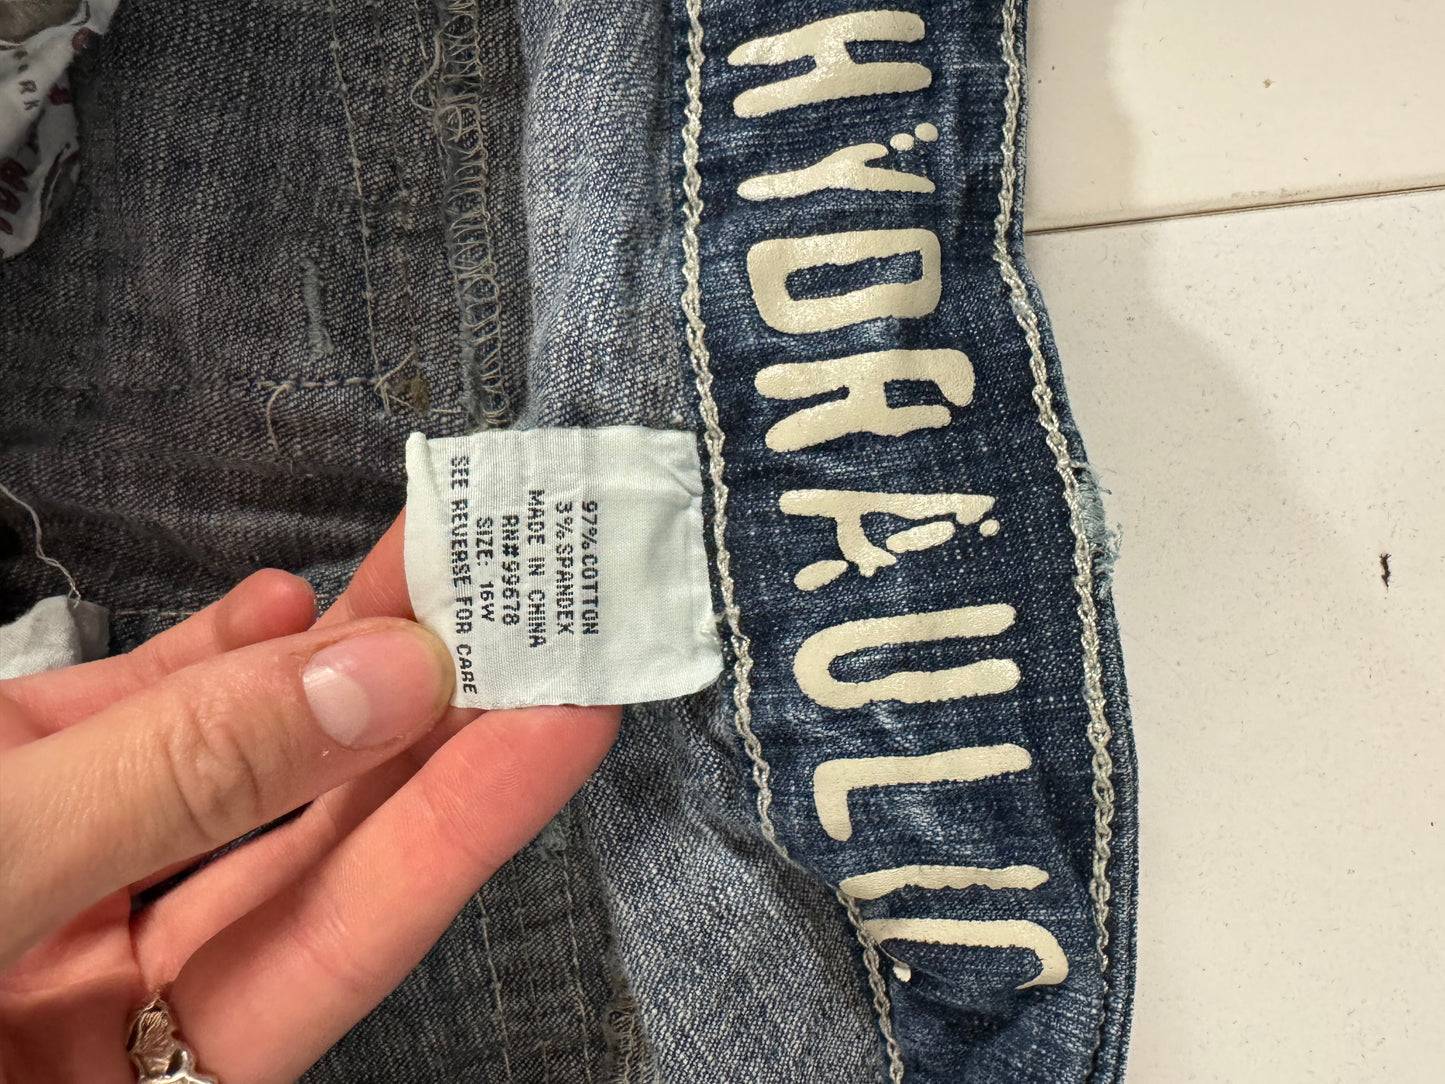 HYDRAULIC
97% COTTON
3% SPANDEX
MADE IN CHINA
RN# 99678
SIZE: 16W
SEE REVERSE FOR CARE